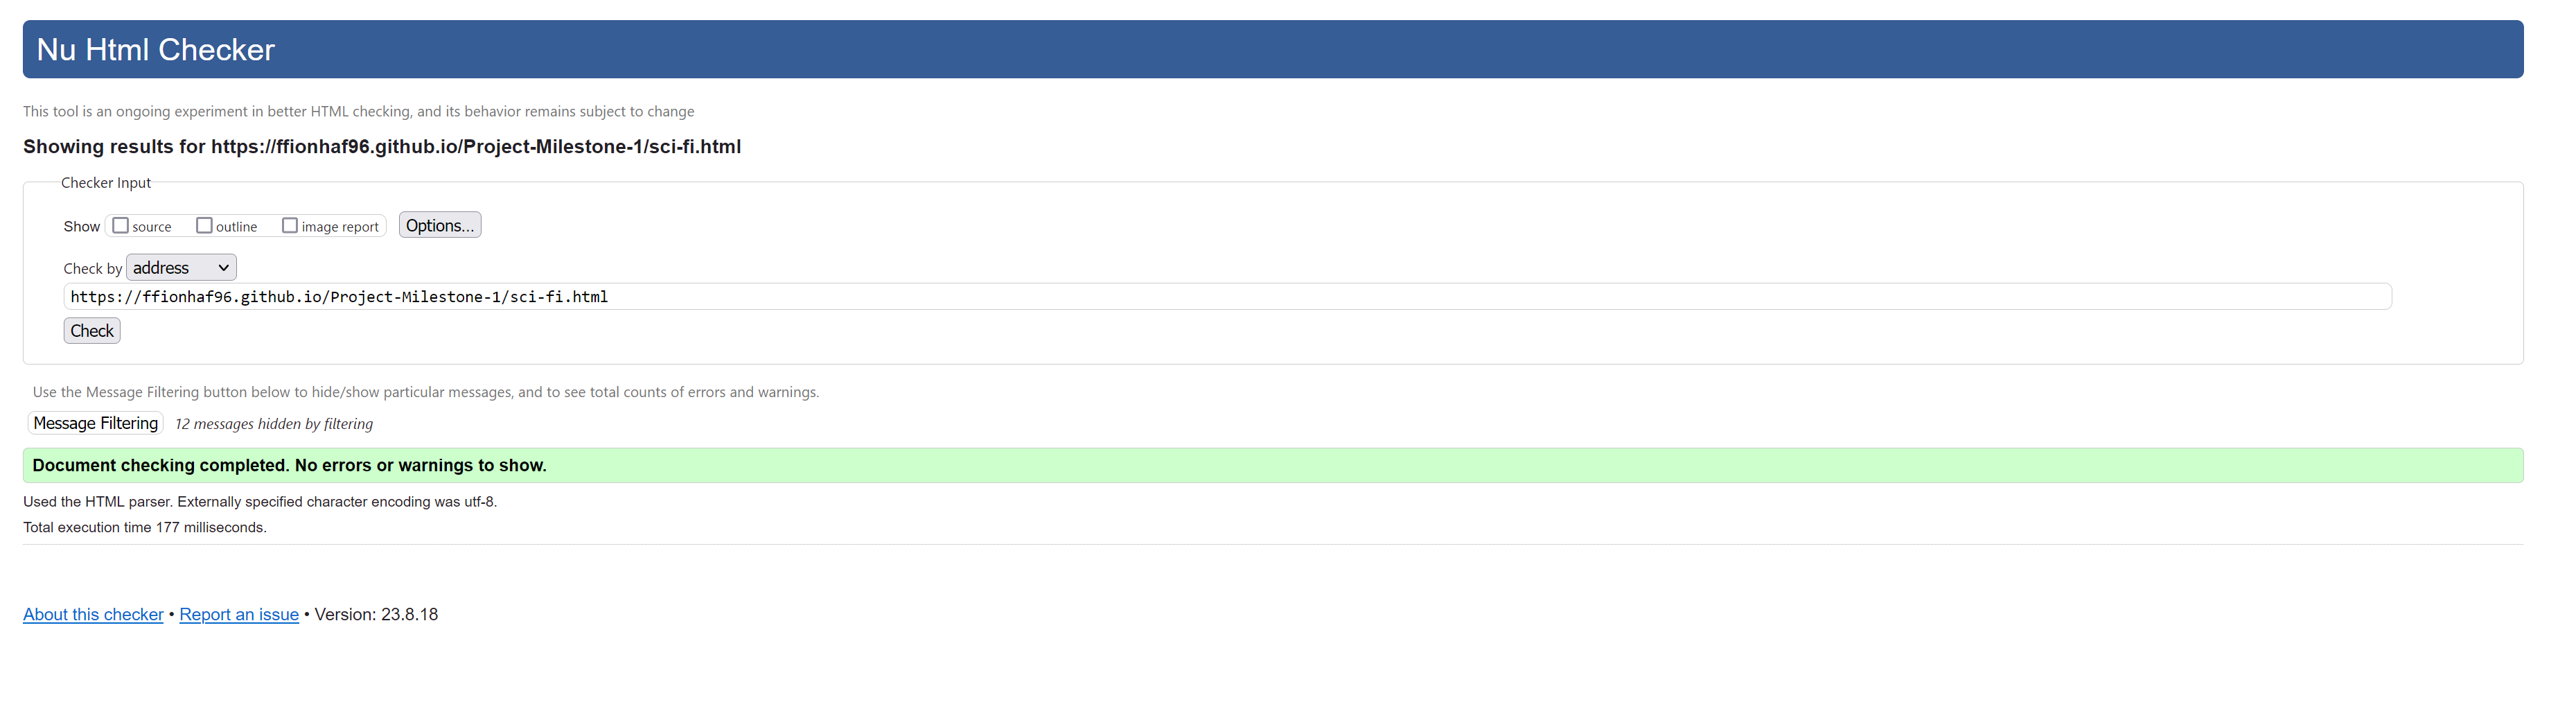 Nu Html Checker
This tool is an ongoing experiment in better HTML checking, and its behavior remains subject to change
Showing results for https://ffionhaf96.github.io/Project-Milestone-1/sci-fi.html
Checker Input
Show source outline image report Options...
Check by address
https://ffionhaf96.github.io/Project-Milestone-1/sci-fi.html
Check
Use the Message Filtering button below to hide/show particular messages, and to see total counts of errors and warnings.
Message Filtering 12 messages hidden by filtering
Document checking completed. No errors or warnings to show.
Used the HTML parser. Externally specified character encoding was utf-8.
Total execution time 177 milliseconds.
About this checker • Report an issue • Version: 23.8.18